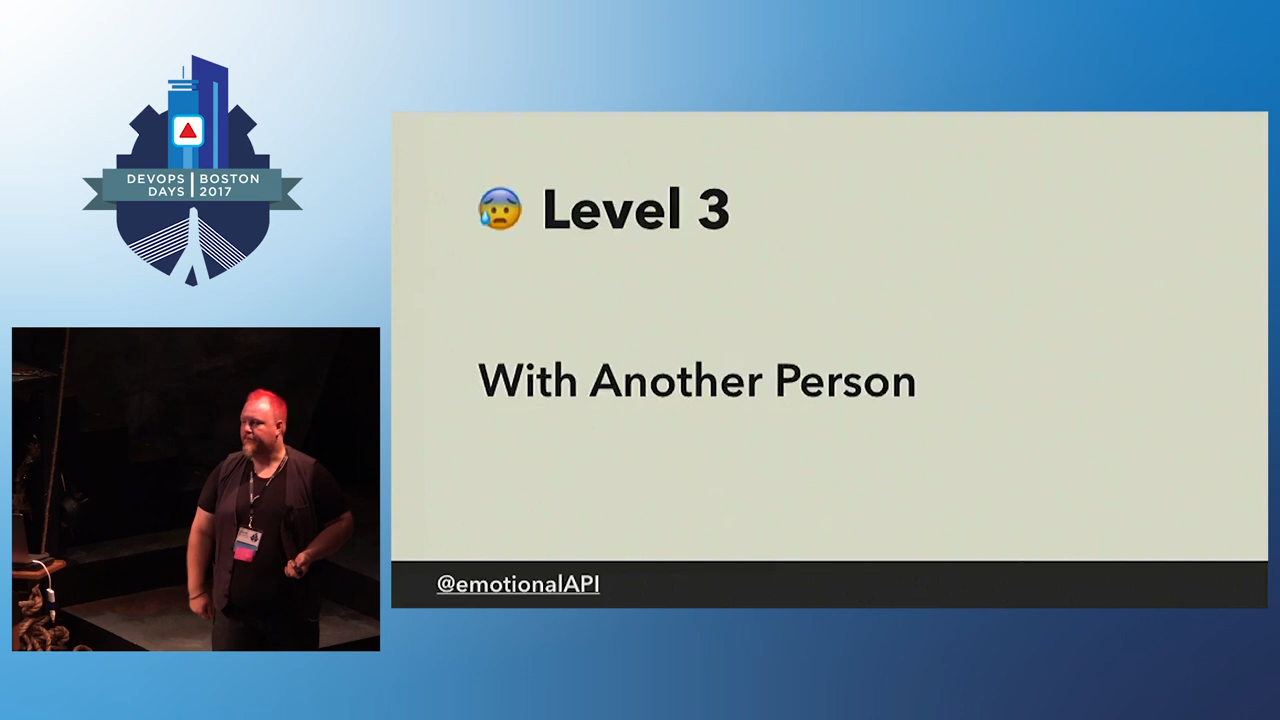 DEVOPS | BOSTON
DAYS | 2017
😰 Level 3
With Another Person
@emotionalAPI